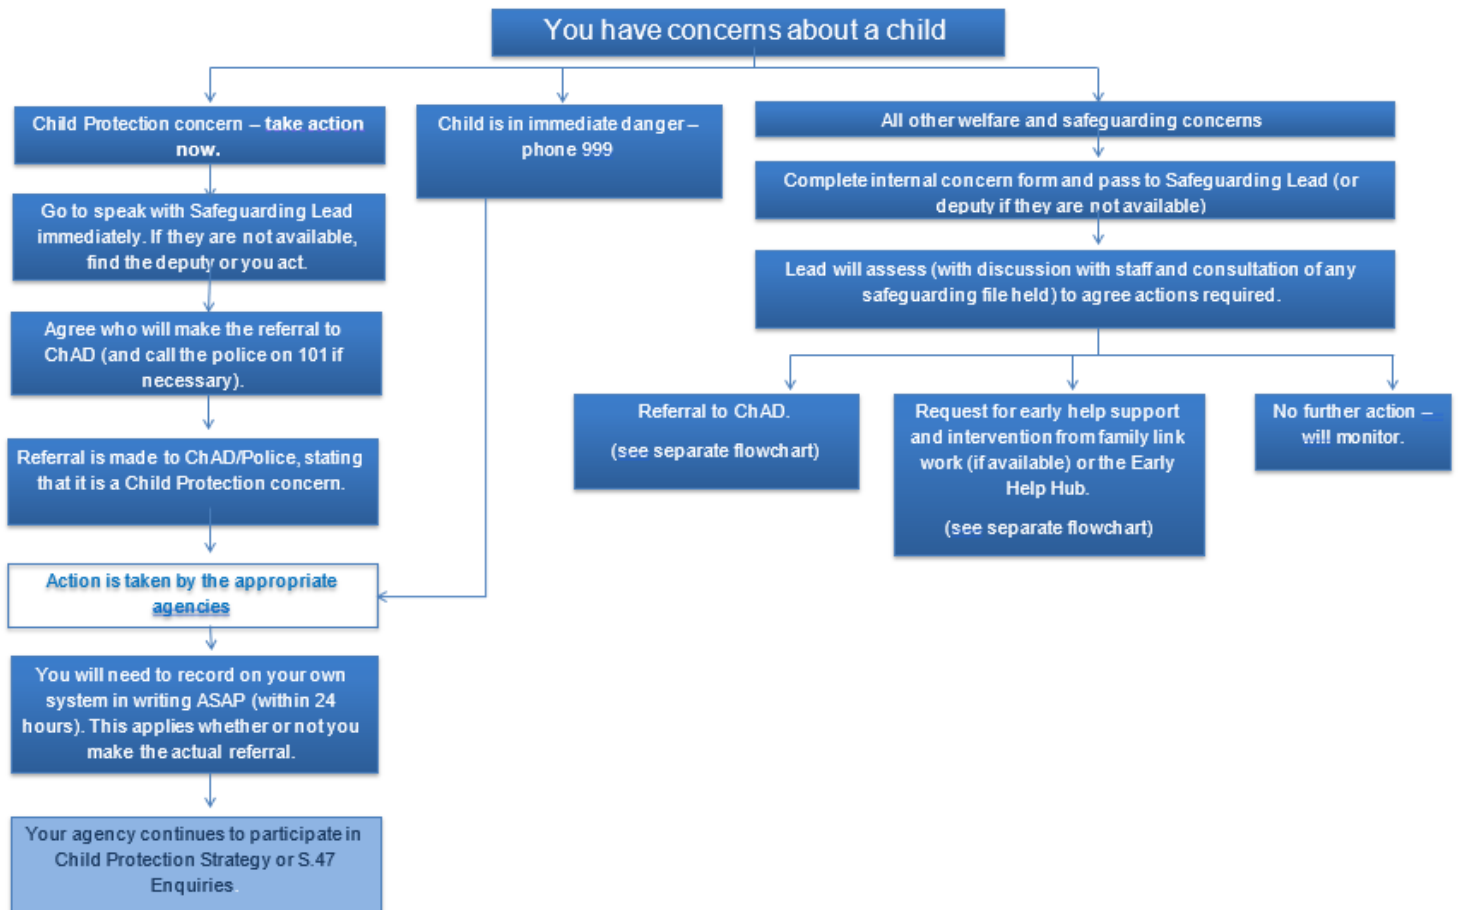 You have concerns about a child
Child Protection concern – take action
now.
Go to speak with Safeguarding Lead
immediately. If they are not available,
find the deputy or you act.
Agree who will make the referral to
ChAD (and call the police on 101 if
necessary).
Referral is made to ChAD/Police, stating
that it is a Child Protection concern.
Action is taken by the appropriate
agencies
You will need to record on your own
system in writing ASAP (within 24
hours). This applies whether or not you
make the actual referral.
Your agency continues to participate in
Child Protection Strategy or S.47
Enquiries.
Child is in immediate danger –
phone 999
All other welfare and safeguarding concerns
Complete internal concern form and pass to Safeguarding Lead (or
deputy if they are not available)
Lead will assess (with discussion with staff and consultation of any
safeguarding file held) to agree actions required.
Referral to ChAD.
(see separate flowchart)
Request for early help support
and intervention from family link
work (if available) or the Early
Help Hub.
(see separate flowchart)
No further action –
will monitor.